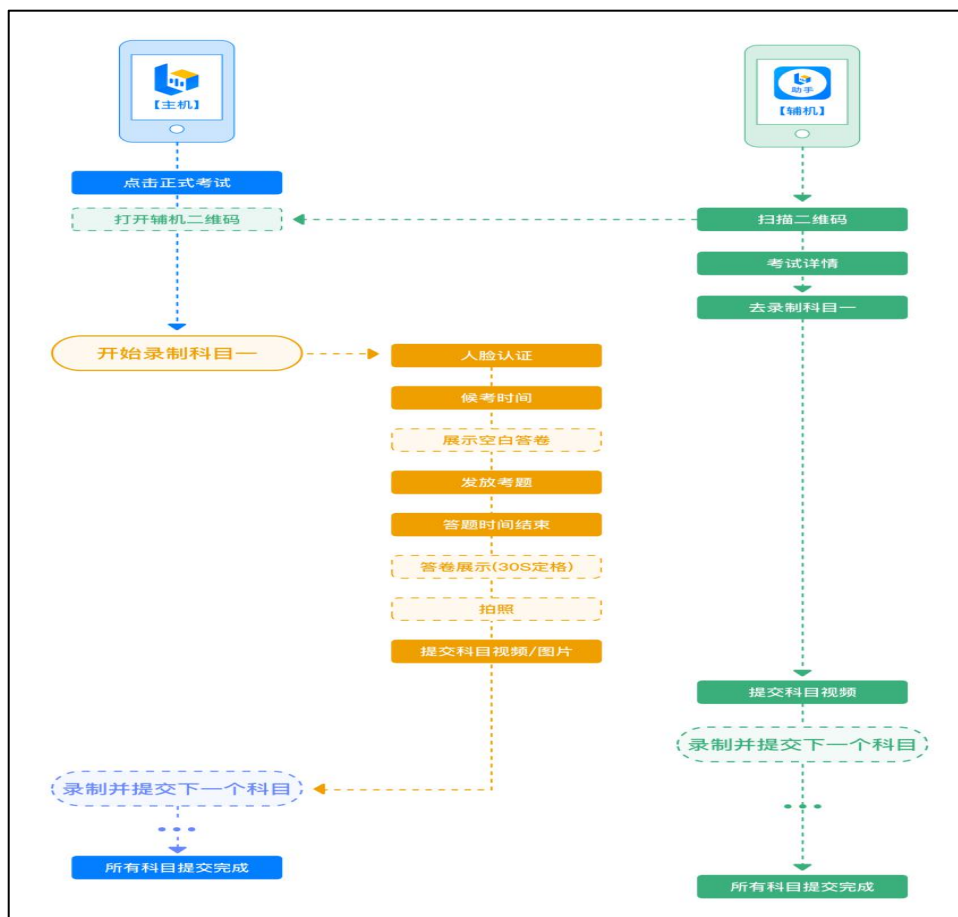 【主机】
助手
【辅机】
点击正式考试
打开辅机二维码
扫描二维码
考试详情
去录制科目一
开始录制科目一
人脸认证
候考时间
展示空白答卷
发放考题
答题时间结束
答卷展示(30S定格)
拍照
提交科目视频/图片
提交科目视频
录制并提交下一个科目
录制并提交下一个科目
所有科目提交完成
所有科目提交完成